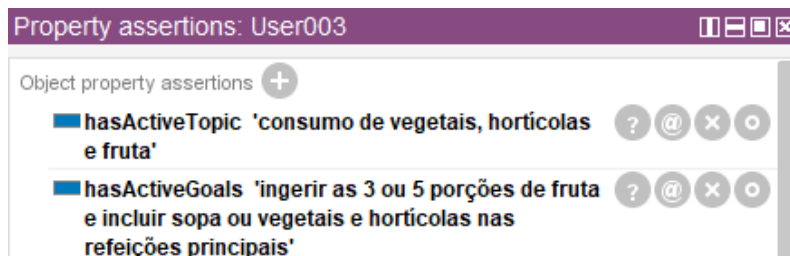 Property assertions: User003
Object property assertions
hasActiveTopic 'consumo de vegetais, hortícolas
e fruta'
hasActiveGoals 'ingerir as 3 ou 5 porções de fruta
e incluir sopa ou vegetais e hortícolas nas
refeições principais'